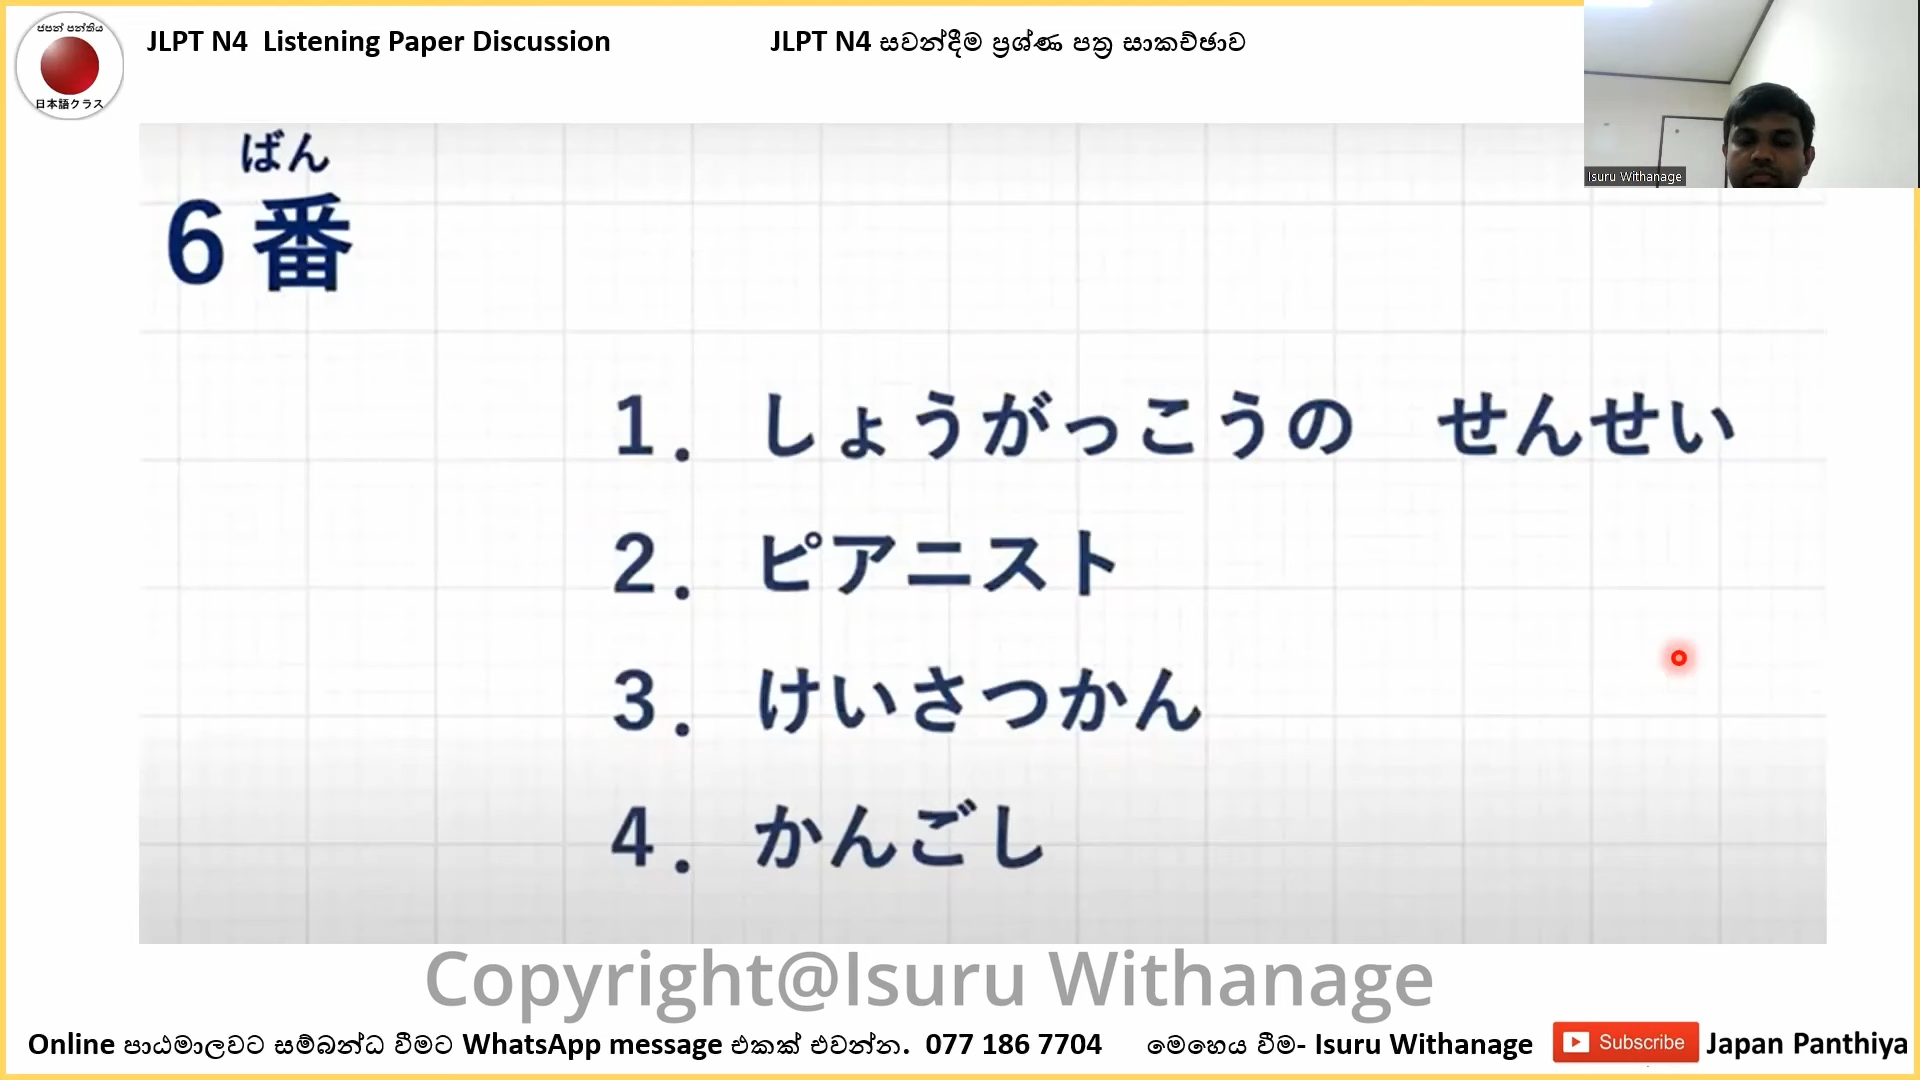 ජපන් පන්තිය
日本語クラス
JLPT N4  Listening Paper Discussion
JLPT N4 සවන්දීම ප්‍රශ්ණ පත්‍ර සාකච්ඡාව
Isuru Withanage
ばん
6番
1. しょうがっこうの　せんせい
2. ピアニスト
3. けいさつかん
4. かんごし
Copyright@Isuru Withanage
Online පාඨමාලවට සම්බන්ධ වීමට WhatsApp message එකක් එවන්න.  077 186 7704
මෙහෙය වීම- Isuru Withanage
Subscribe
Japan Panthiya